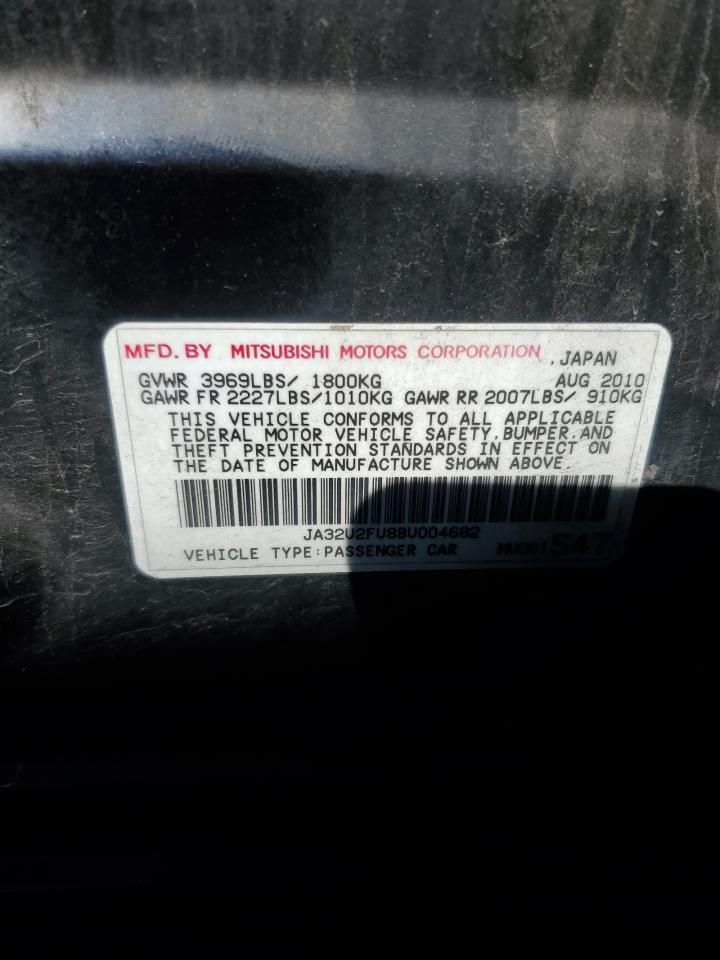 MFD. BY MITSUBISHI MOTORS CORPORATION , JAPAN
GVWR 3969LBS/ 1800KG AUG 2010
GAWR FR 2227LBS/1010KG GAWR RR 2007LBS/ 910KG
THIS VEHICLE CONFORMS TO ALL APPLICABLE
FEDERAL MOTOR VEHICLE SAFETY, BUMPER, AND
THEFT PREVENTION STANDARDS IN EFFECT ON
THE DATE OF MANUFACTURE SHOWN ABOVE.
JA32U2FU8BU004682
VEHICLE TYPE:PASSENGER CAR MU001547